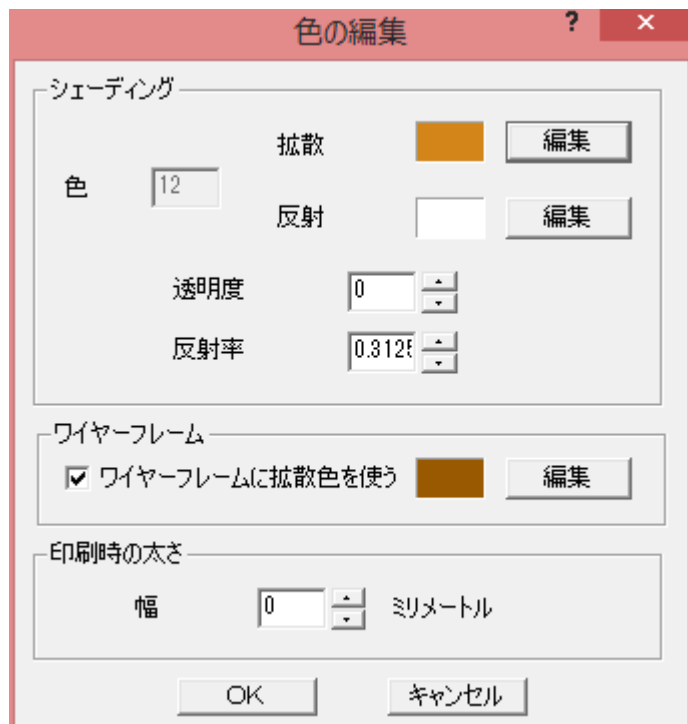 色の編集
?
×
シェーディング
拡散
編集
色
12
反射
編集
透明度
0
反射率
0.3125
ワイヤーフレーム
ワイヤーフレームに拡散色を使う
編集
印刷時の太さ
幅
0
ミリメートル
OK
キャンセル